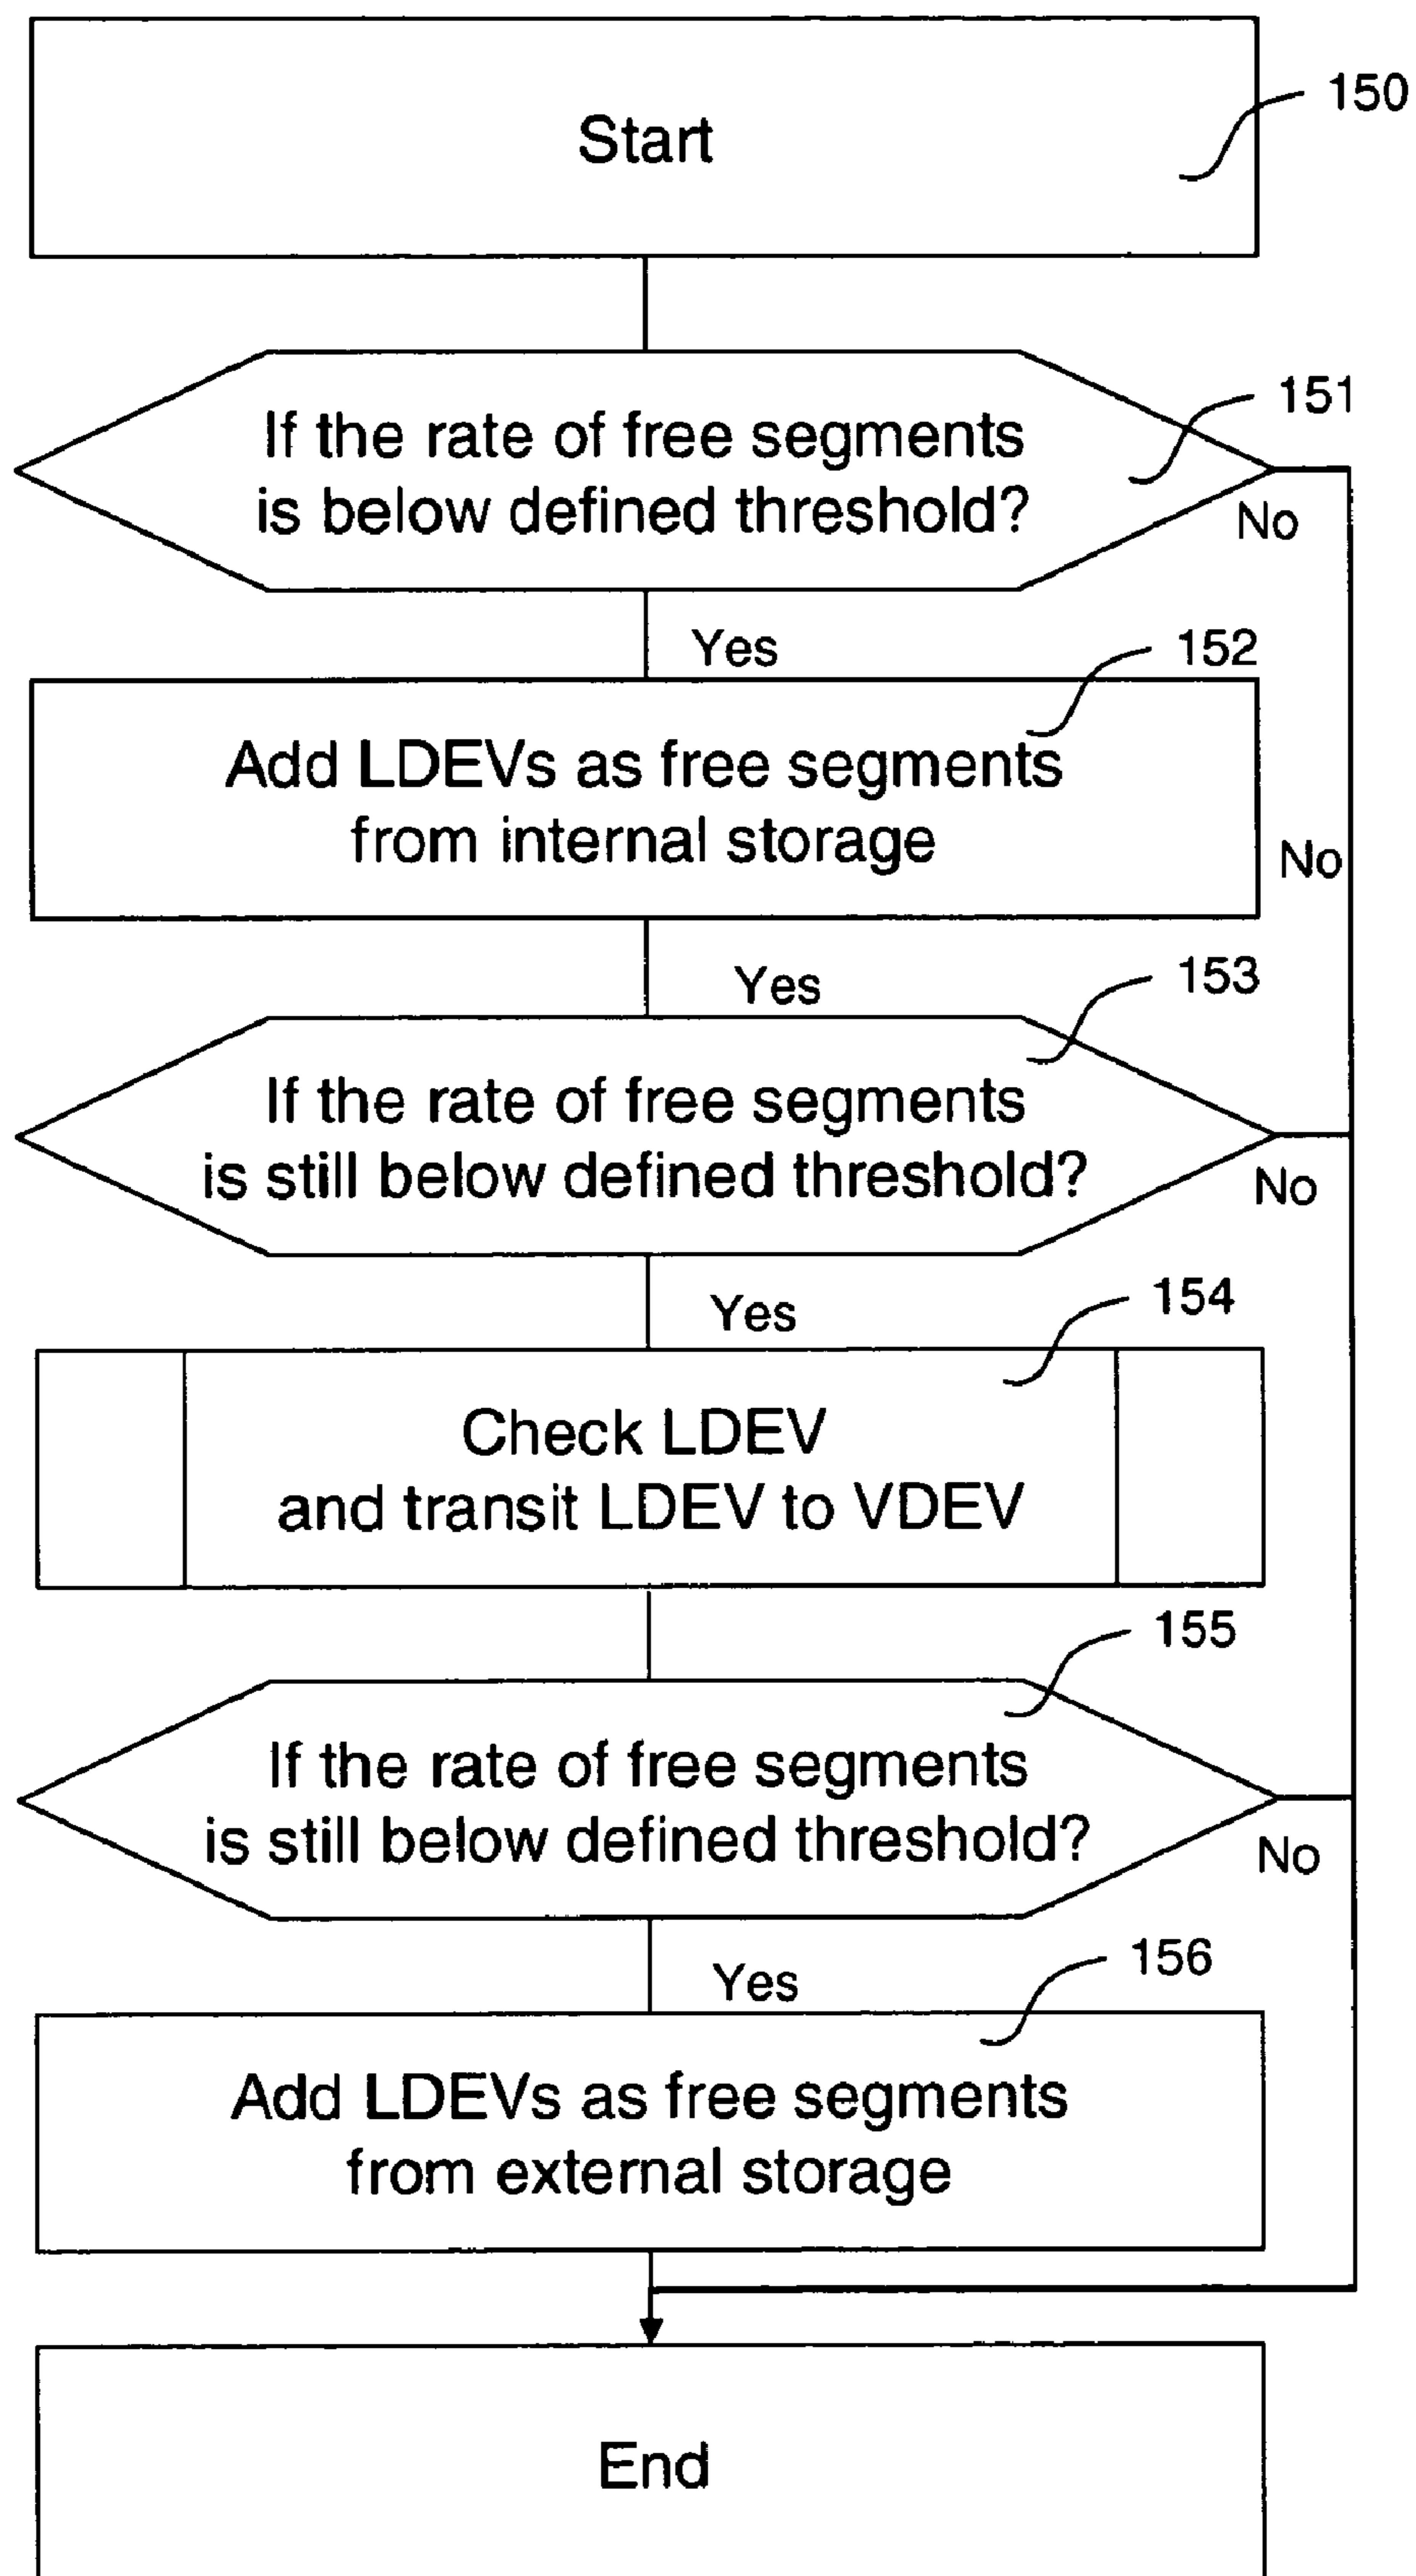 Start
150
If the rate of free segments
is below defined threshold?
151
No
Yes
152
Add LDEVs as free segments
from internal storage
No
Yes
153
If the rate of free segments
is still below defined threshold?
No
Yes
154
Check LDEV
and transit LDEV to VDEV
155
If the rate of free segments
is still below defined threshold?
No
Yes
156
Add LDEVs as free segments
from external storage
End